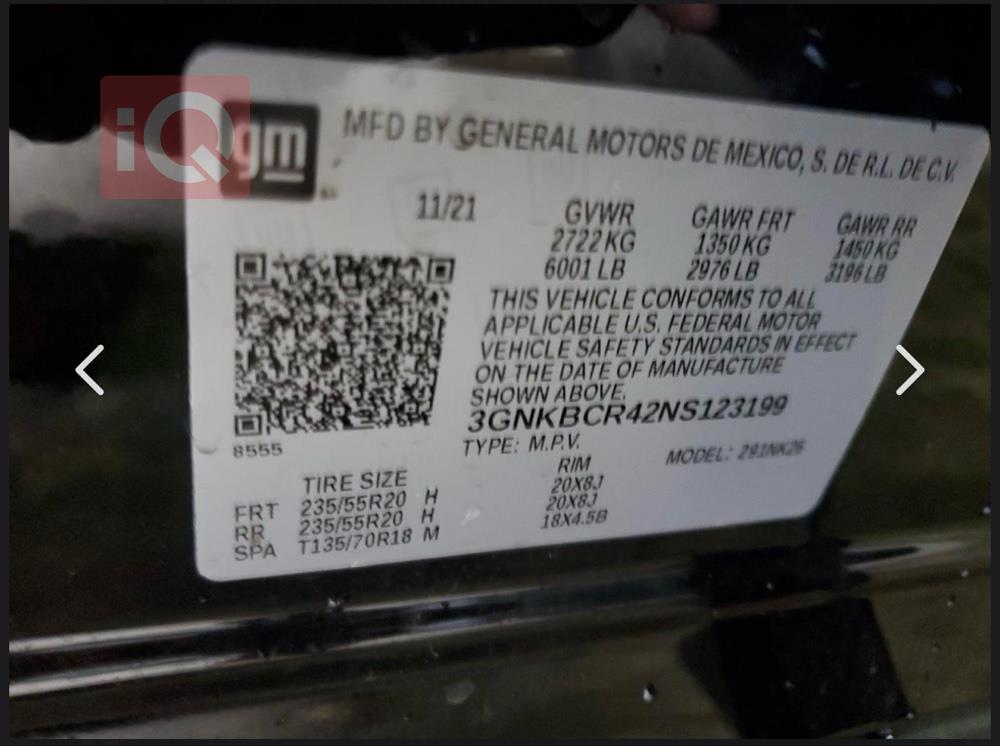 iQ
gm
MFD BY GENERAL MOTORS DE MEXICO, S. DE R.L. DE C.V.
11/21 GVWR GAWR FRT GAWR RR
2722 KG 1350 KG 1450 KG
6001 LB 2976 LB 3196 LB
THIS VEHICLE CONFORMS TO ALL
APPLICABLE U.S. FEDERAL MOTOR
VEHICLE SAFETY STANDARDS IN EFFECT
ON THE DATE OF MANUFACTURE
SHOWN ABOVE.
3GNKBCR42NS123199
8555 TYPE: M.P.V. MODEL: 291NK26
TIRE SIZE RIM
FRT 235/55R20 H 20X8J
RR 235/55R20 H 20X8J
SPA T135/70R18 M 18X4.5B